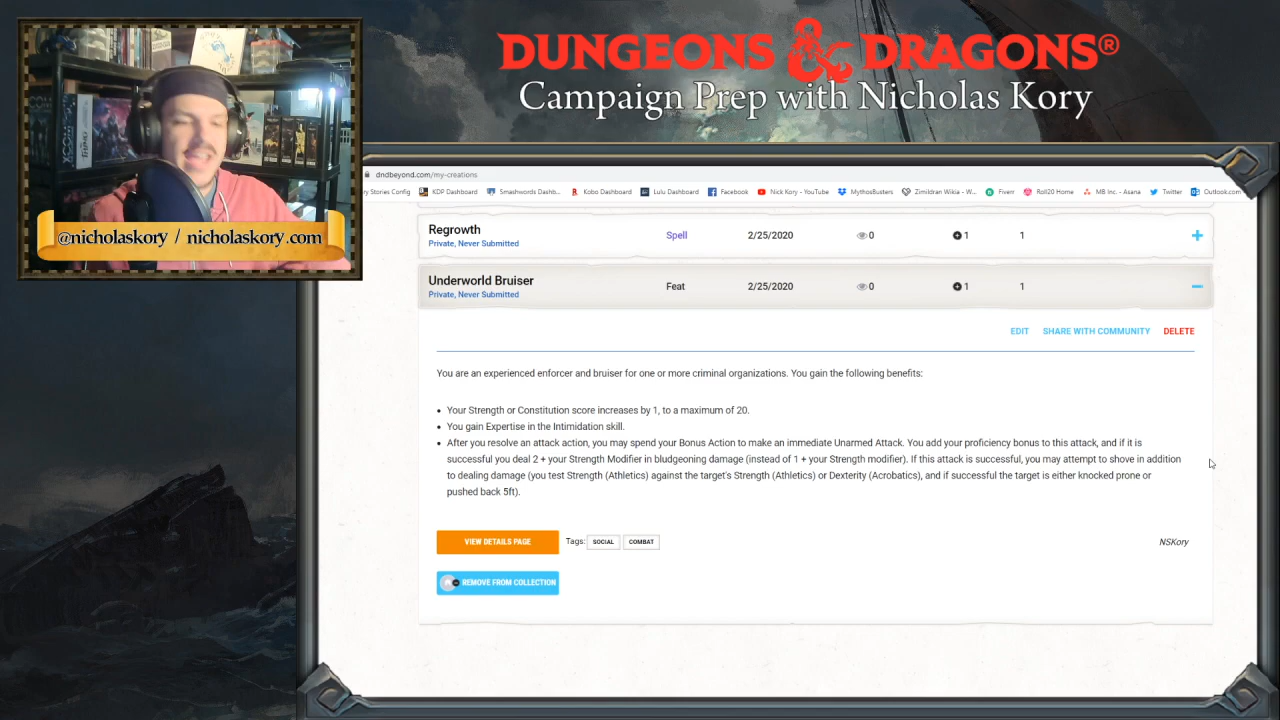 DUNGEONS & DRAGONS®
Campaign Prep with Nicholas Kory
@nicholaskory / nicholaskory.com
dndbeyond.com/my-creations
ry Stories Config KDP Dashboard Smashwords Dashb... Kobo Dashboard Lulu Dashboard Facebook Nick Kory - YouTube MythosBusters Zimildran Wikia - W... Fiverr Roll20 Home MB Inc. - Asana Twitter Outlook.com
Regrowth Spell 2/25/2020 0 1 1
Private, Never Submitted
Underworld Bruiser Feat 2/25/2020 0 1 1
Private, Never Submitted
EDIT SHARE WITH COMMUNITY DELETE
You are an experienced enforcer and bruiser for one or more criminal organizations. You gain the following benefits:
• Your Strength or Constitution score increases by 1, to a maximum of 20.
• You gain Expertise in the Intimidation skill.
• After you resolve an attack action, you may spend your Bonus Action to make an immediate Unarmed Attack. You add your proficiency bonus to this attack, and if it is
successful you deal 2 + your Strength Modifier in bludgeoning damage (instead of 1 + your Strength modifier). If this attack is successful, you may attempt to shove in addition
to dealing damage (you test Strength (Athletics) against the target's Strength (Athletics) or Dexterity (Acrobatics), and if successful the target is either knocked prone or
pushed back 5ft).
VIEW DETAILS PAGE Tags: SOCIAL COMBAT NSKory
REMOVE FROM COLLECTION